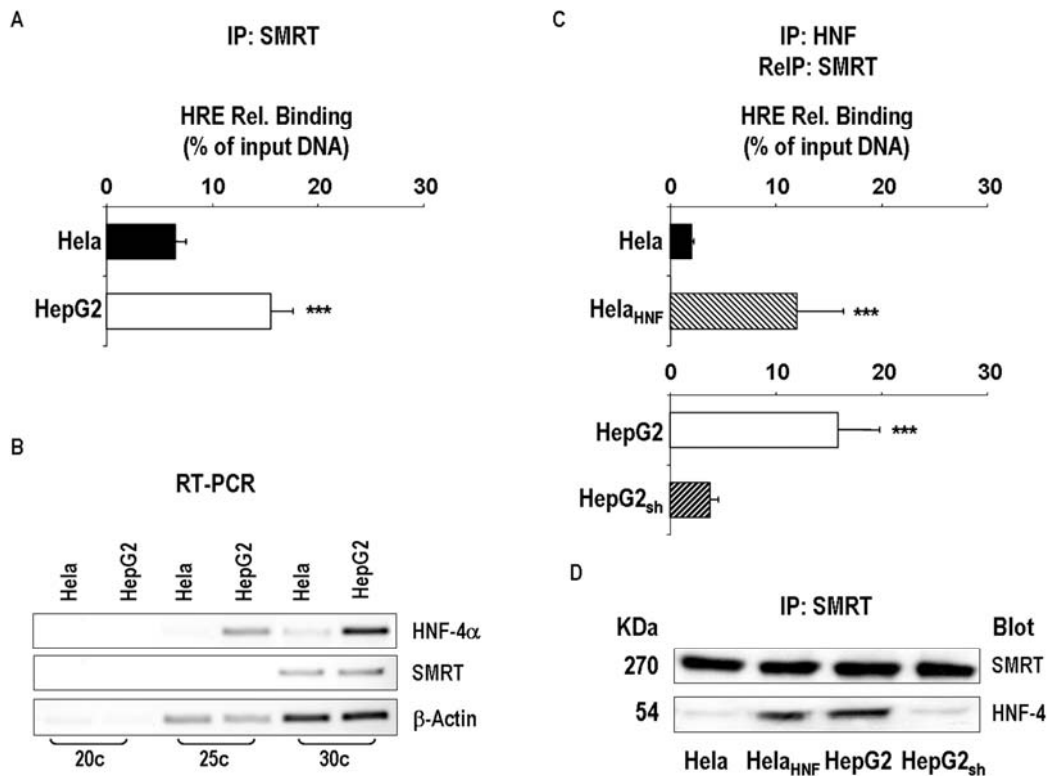 A
IP: SMRT
HRE Rel. Binding
(% of input DNA)
0 10 20 30
Hela
HepG2 ***
B
RT-PCR
Hela HepG2 Hela HepG2 Hela HepG2
HNF-4α
SMRT
β-Actin
20c 25c 30c
C
IP: HNF
ReIP: SMRT
HRE Rel. Binding
(% of input DNA)
0 10 20 30
Hela
HelaHNF ***
0 10 20 30
HepG2 ***
HepG2sh
D
IP: SMRT
KDa Blot
270 SMRT
54 HNF-4
Hela HelaHNF HepG2 HepG2sh